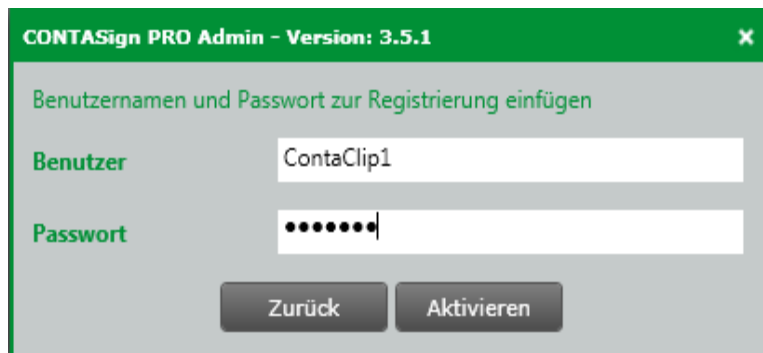 CONTASign PRO Admin - Version: 3.5.1
Benutzernamen und Passwort zur Registrierung einfügen
Benutzer ContaClip1
Passwort •••••••
Zurück Aktivieren